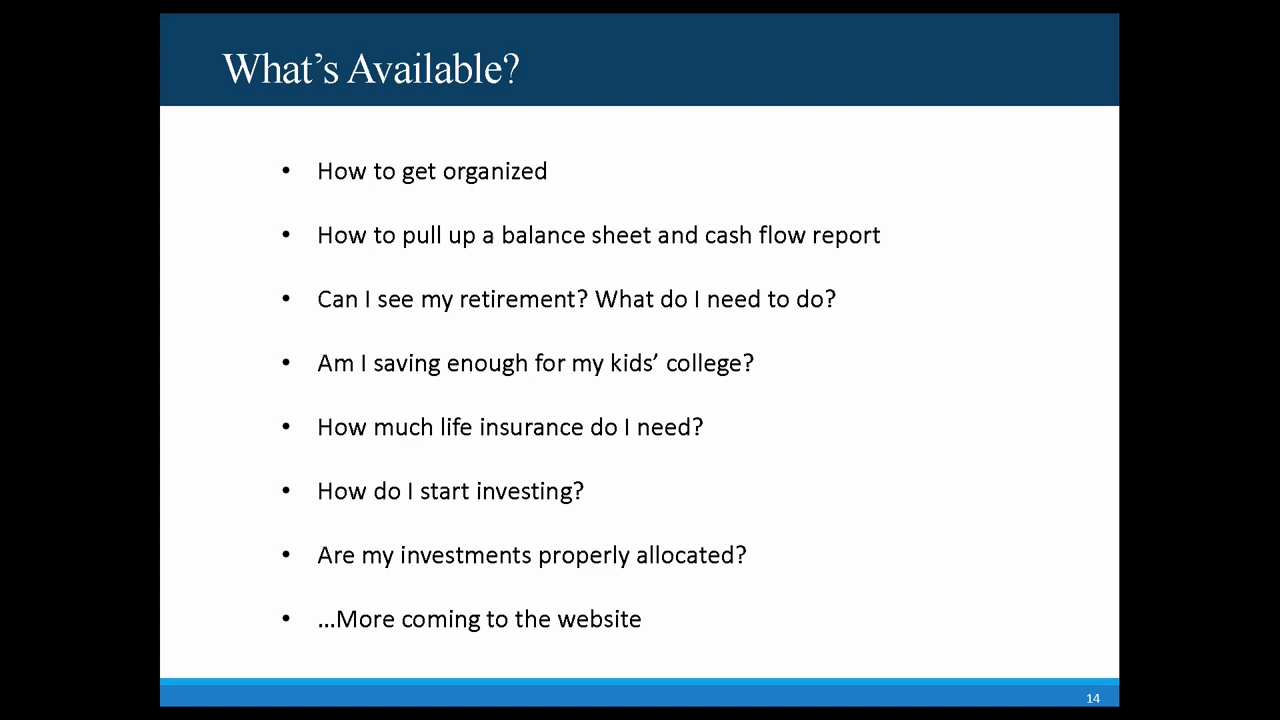 What’s Available?
• How to get organized
• How to pull up a balance sheet and cash flow report
• Can I see my retirement? What do I need to do?
• Am I saving enough for my kids’ college?
• How much life insurance do I need?
• How do I start investing?
• Are my investments properly allocated?
• …More coming to the website
14